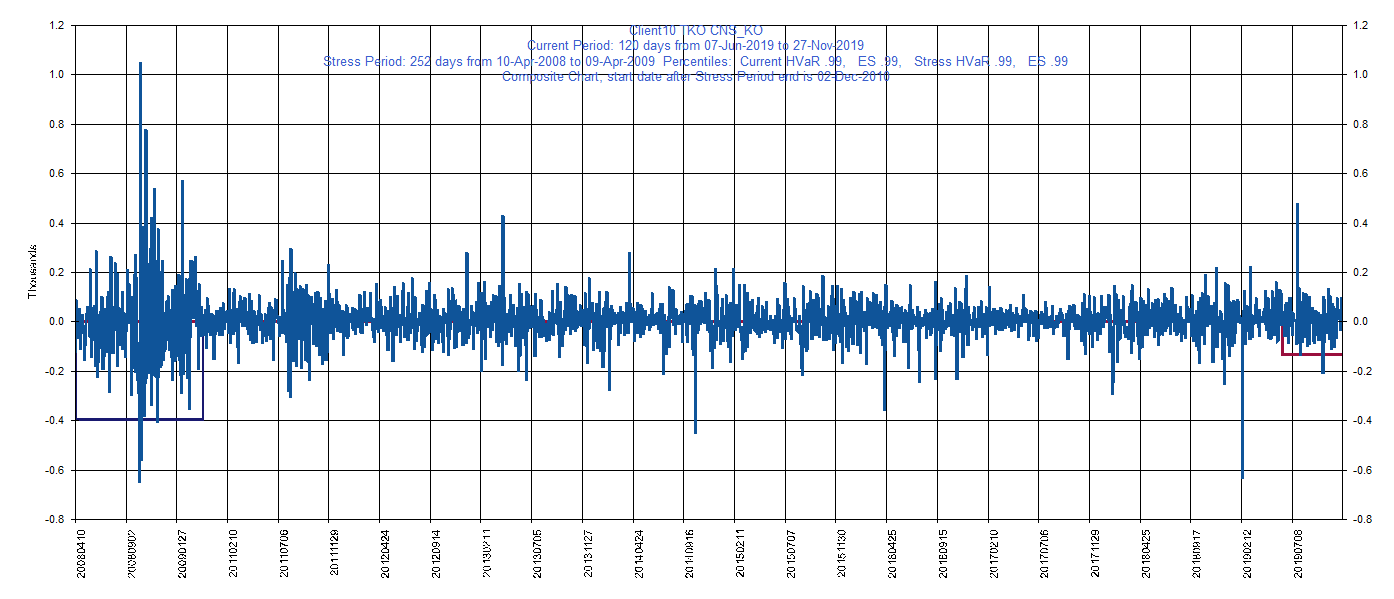 Client10 TKO CNS_KO
Current Period: 120 days from 07-Jun-2019 to 27-Nov-2019
Stress Period: 252 days from 10-Apr-2008 to 09-Apr-2009 Percentiles: Current HVaR .99, ES .99, Stress HVaR .99, ES .99
Composite Chart; start date after Stress Period end is 02-Dec-2010
1.2 1.2
1.0 1.0
0.8 0.8
0.6 0.6
0.4 0.4
0.2 0.2
0.0 0.0
-0.2 -0.2
-0.4 -0.4
-0.6 -0.6
-0.8 -0.8
Thousands
20080410 20080902 20090127 20110210 20110706 20111129 20120424 20120914 20130211 20130705 20131127 20140424 20140916 20150211 20150707 20151130 20160425 20160915 20170210 20170706 20171129 20180425 20180917 20190212 20190708